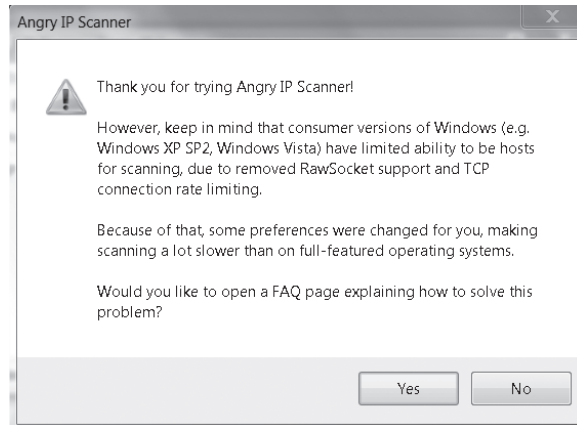 Angry IP Scanner
Thank you for trying Angry IP Scanner!
However, keep in mind that consumer versions of Windows (e.g.
Windows XP SP2, Windows Vista) have limited ability to be hosts
for scanning, due to removed RawSocket support and TCP
connection rate limiting.
Because of that, some preferences were changed for you, making
scanning a lot slower than on full-featured operating systems.
Would you like to open a FAQ page explaining how to solve this
problem?
Yes
No